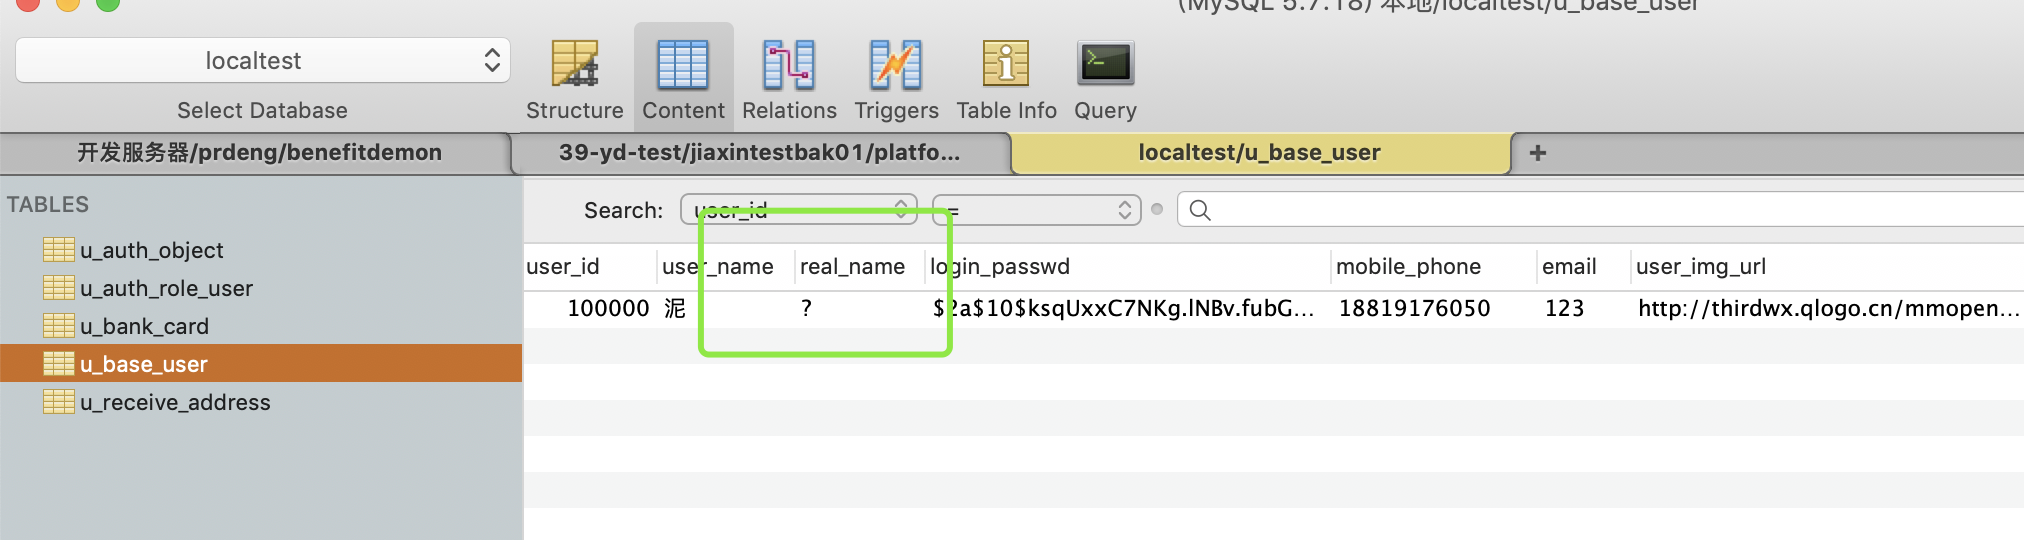 (MySQL 5.7.18) 本地/localtest/u_base_user
localtest
Select Database
Structure
Content
Relations
Triggers
Table Info
Query
开发服务器/prdeng/benefitdemon
39-yd-test/jiaxintestbak01/platfo...
localtest/u_base_user
+
TABLES
u_auth_object
u_auth_role_user
u_bank_card
u_base_user
u_receive_address
Search:
user_id
=
user_id user_name real_name login_passwd mobile_phone email user_img_url
100000 泥 ? $2a$10$ksqUxxC7NKg.lNBv.fubG... 18819176050 123 http://thirdwx.qlogo.cn/mmopen...